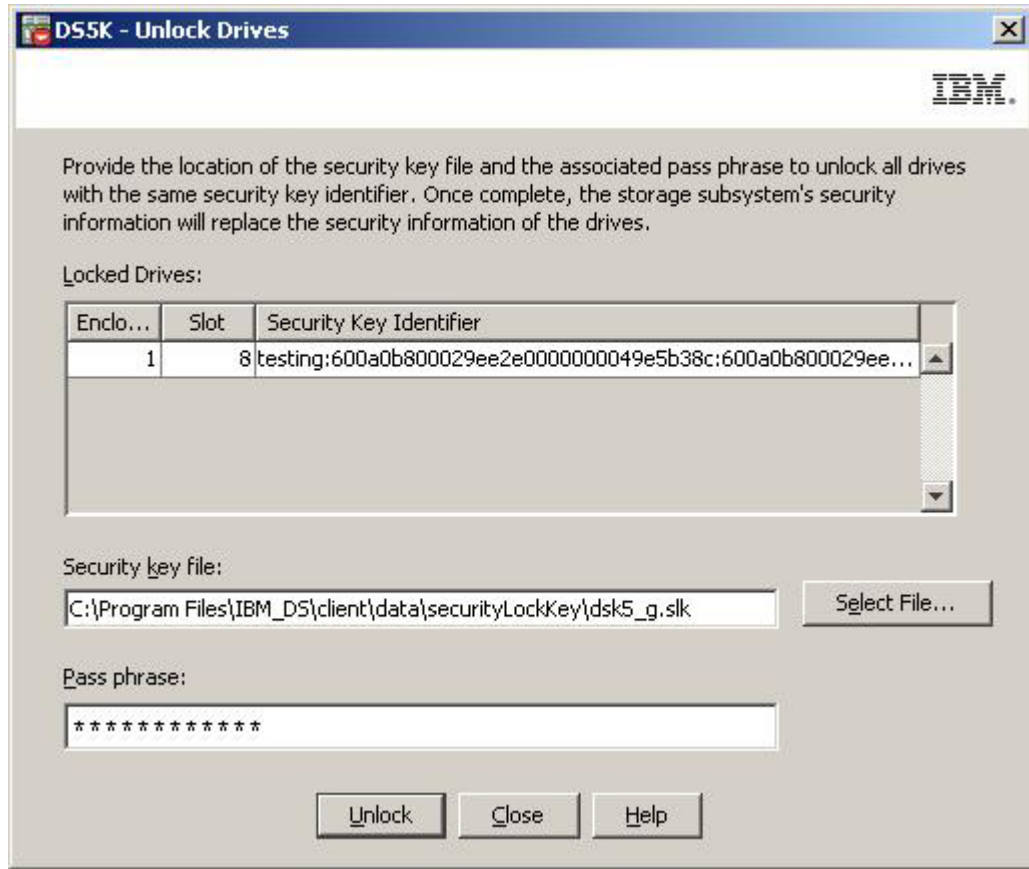 DS5K - Unlock Drives
IBM.
Provide the location of the security key file and the associated pass phrase to unlock all drives
with the same security key identifier. Once complete, the storage subsystem's security
information will replace the security information of the drives.
Locked Drives:
Enclo... Slot Security Key Identifier
1 8 testing:600a0b800029ee2e0000000049e5b38c:600a0b800029ee...
Security key file:
C:\Program Files\IBM_DS\client\data\securityLockKey\dsk5_g.slk Select File...
Pass phrase:
************
Unlock Close Help